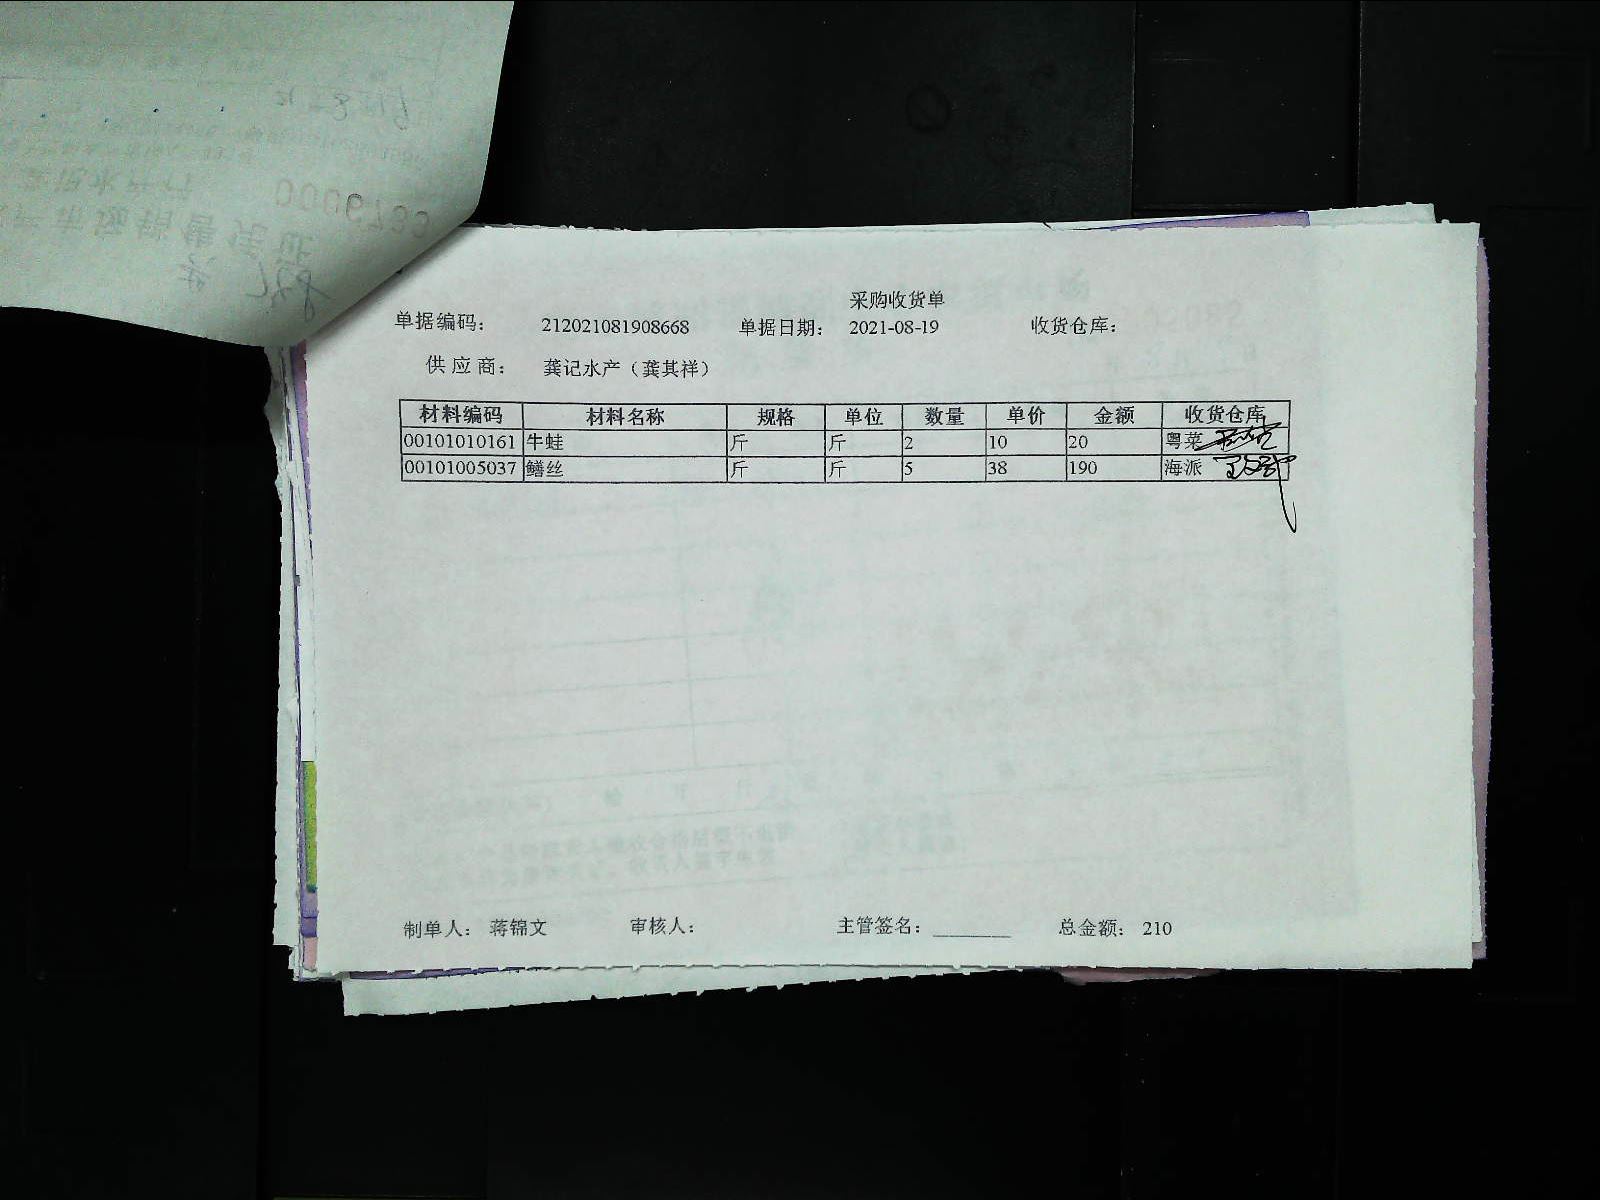 采购收货单
单据编码： 212021081908668 单据日期： 2021-08-19 收货仓库：
供应商： 龚记水产（龚其祥）
材料编码 材料名称 规格 单位 数量 单价 金额 收货仓库
00101010161 牛蛙 斤 斤 2 10 20 粤菜
00101005037 鳝丝 斤 斤 5 38 190 海派
制单人： 蒋锦文 审核人： 主管签名：________ 总金额： 210